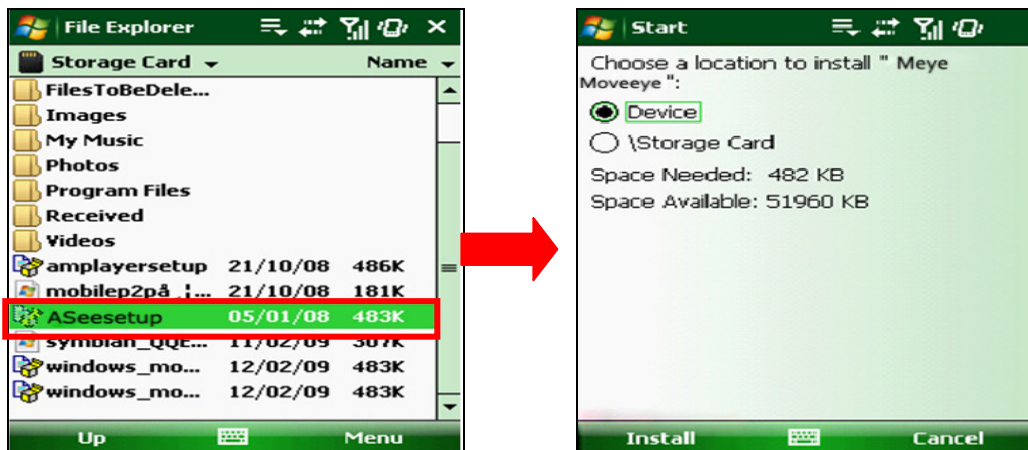 File Explorer
Storage Card Name
FilesToBeDele...
Images
My Music
Photos
Program Files
Received
Videos
amplayersetup 21/10/08 486K
mobilep2på ,¦... 21/10/08 181K
ASeesetup 05/01/08 483K
symbian_QQE... 11/02/09 307K
windows_mo... 12/02/09 483K
windows_mo... 12/02/09 483K
Up Menu
Start
Choose a location to install " Meye
Moveeye ":
Device
\Storage Card
Space Needed: 482 KB
Space Available: 51960 KB
Install Cancel